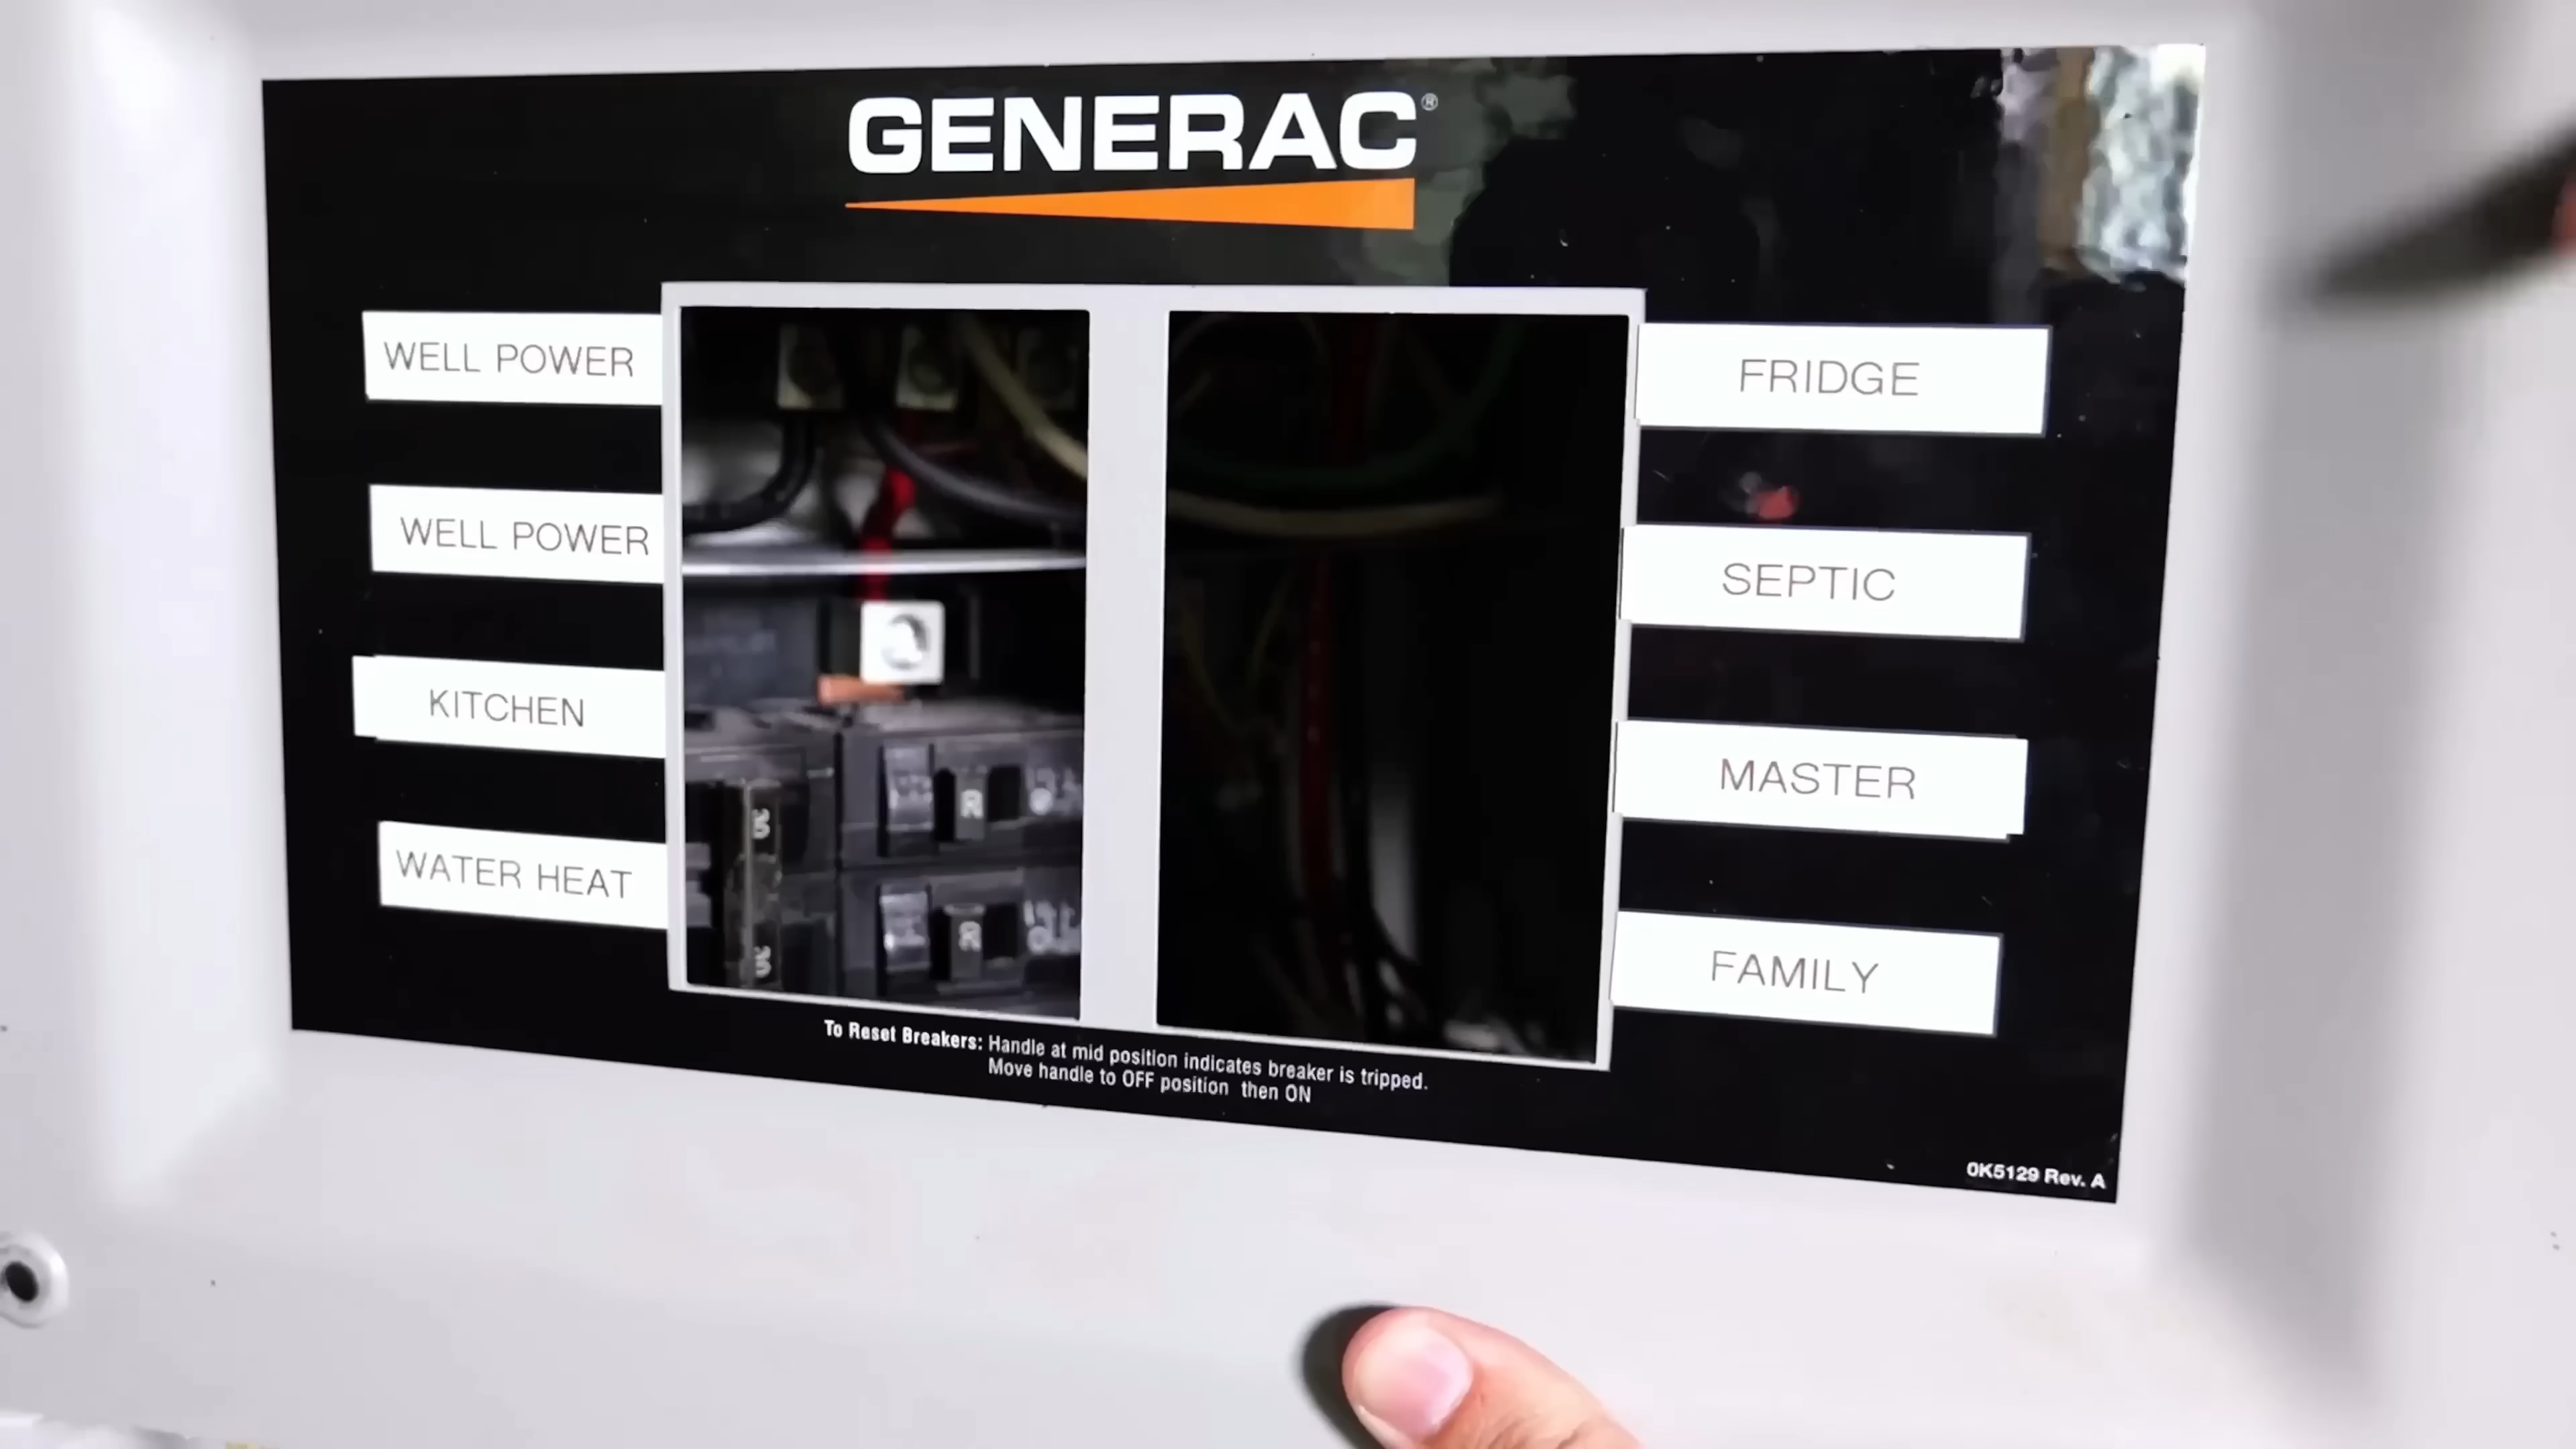 GENERAC®
WELL POWER
WELL POWER
KITCHEN
WATER HEAT
FRIDGE
SEPTIC
MASTER
FAMILY
R
R
To Reset Breakers: Handle at mid position indicates breaker is tripped.
Move handle to OFF position then ON
0K5129 Rev. A